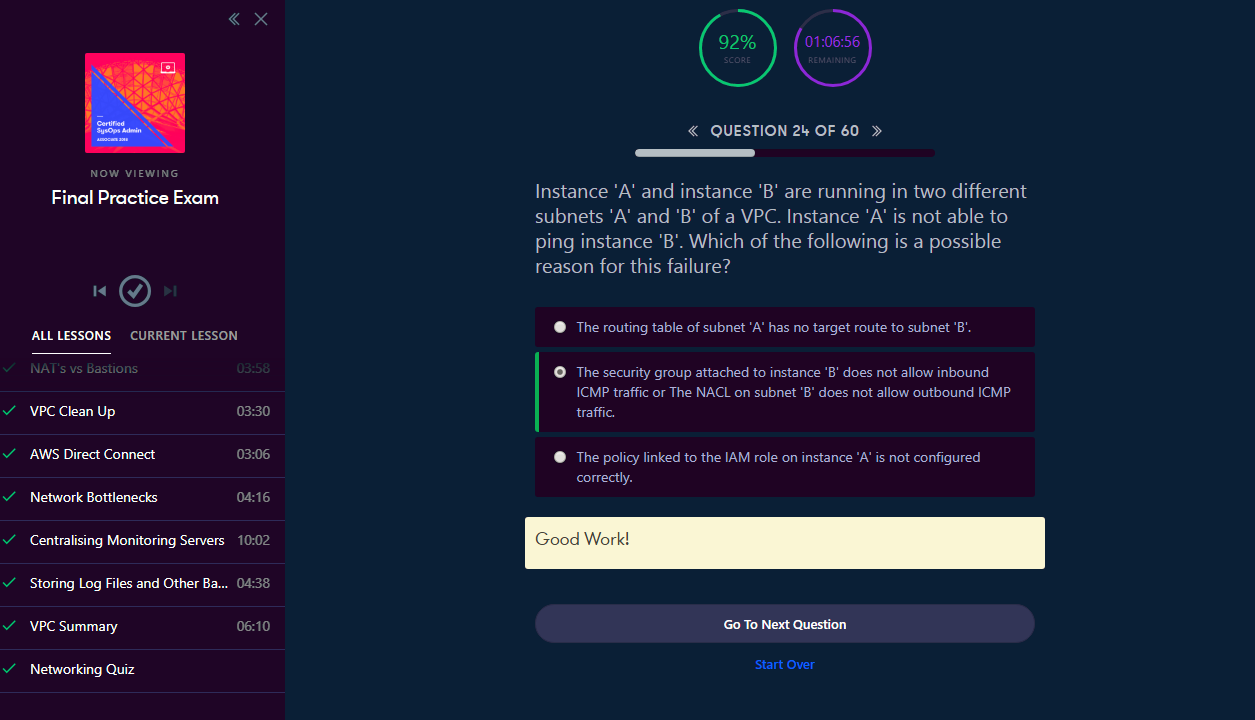 Certified
SysOps Admin
ASSOCIATE 2018
NOW VIEWING
Final Practice Exam
ALL LESSONS CURRENT LESSON
NAT's vs Bastions 03:58
VPC Clean Up 03:30
AWS Direct Connect 03:06
Network Bottlenecks 04:16
Centralising Monitoring Servers 10:02
Storing Log Files and Other Ba... 04:38
VPC Summary 06:10
Networking Quiz
92%
SCORE
01:06:56
REMAINING
QUESTION 24 OF 60
Instance 'A' and instance 'B' are running in two different
subnets 'A' and 'B' of a VPC. Instance 'A' is not able to
ping instance 'B'. Which of the following is a possible
reason for this failure?
The routing table of subnet 'A' has no target route to subnet 'B'.
The security group attached to instance 'B' does not allow inbound
ICMP traffic or The NACL on subnet 'B' does not allow outbound ICMP
traffic.
The policy linked to the IAM role on instance 'A' is not configured
correctly.
Good Work!
Go To Next Question
Start Over